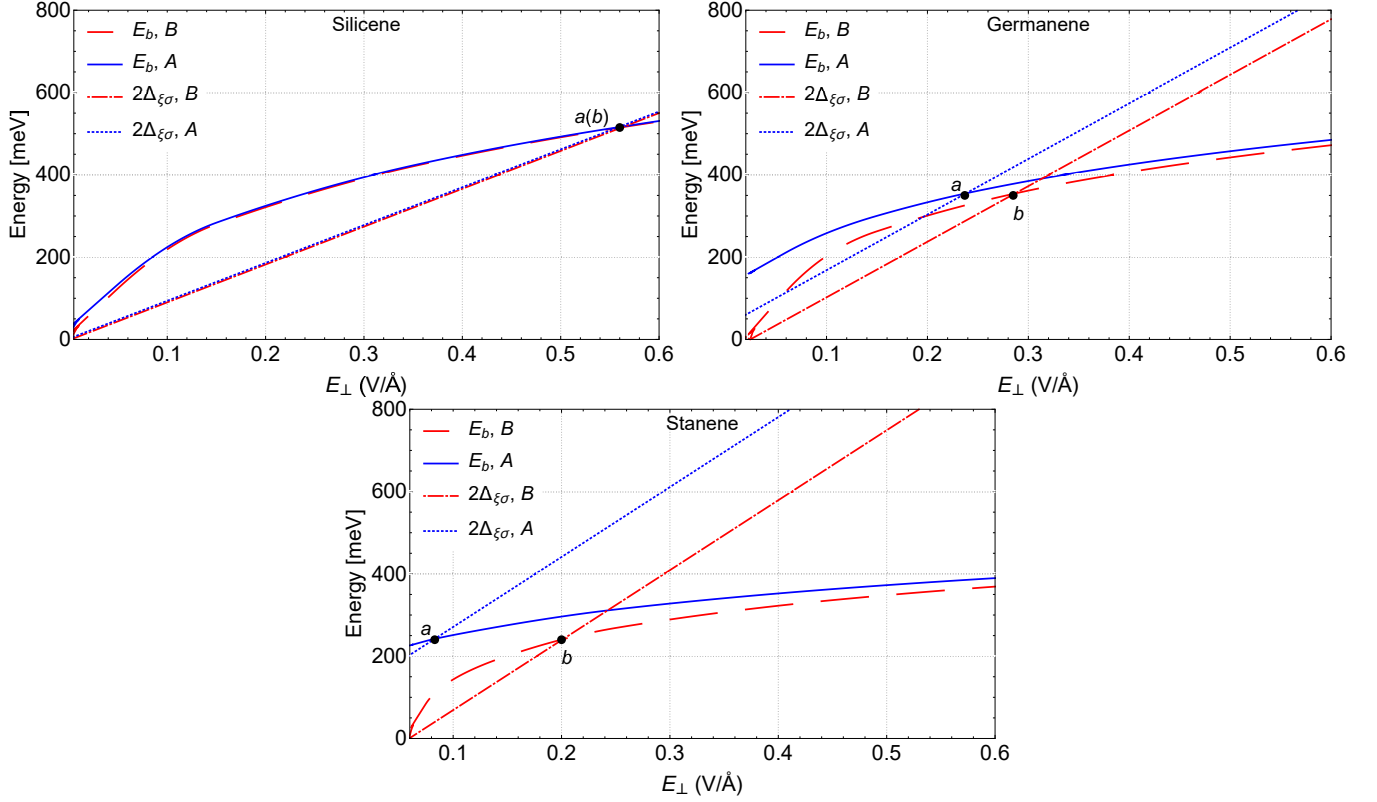 Silicene
E_b, B
E_b, A
2Δ_ξσ, B
2Δ_ξσ, A
a(b)
Energy [meV]
800
600
400
200
0
0.1 0.2 0.3 0.4 0.5 0.6
E_⊥ (V/Å)
Germanene
E_b, B
E_b, A
2Δ_ξσ, B
2Δ_ξσ, A
a
b
Energy [meV]
800
600
400
200
0
0.1 0.2 0.3 0.4 0.5 0.6
E_⊥ (V/Å)
Stanene
E_b, B
E_b, A
2Δ_ξσ, B
2Δ_ξσ, A
a
b
Energy [meV]
800
600
400
200
0
0.1 0.2 0.3 0.4 0.5 0.6
E_⊥ (V/Å)